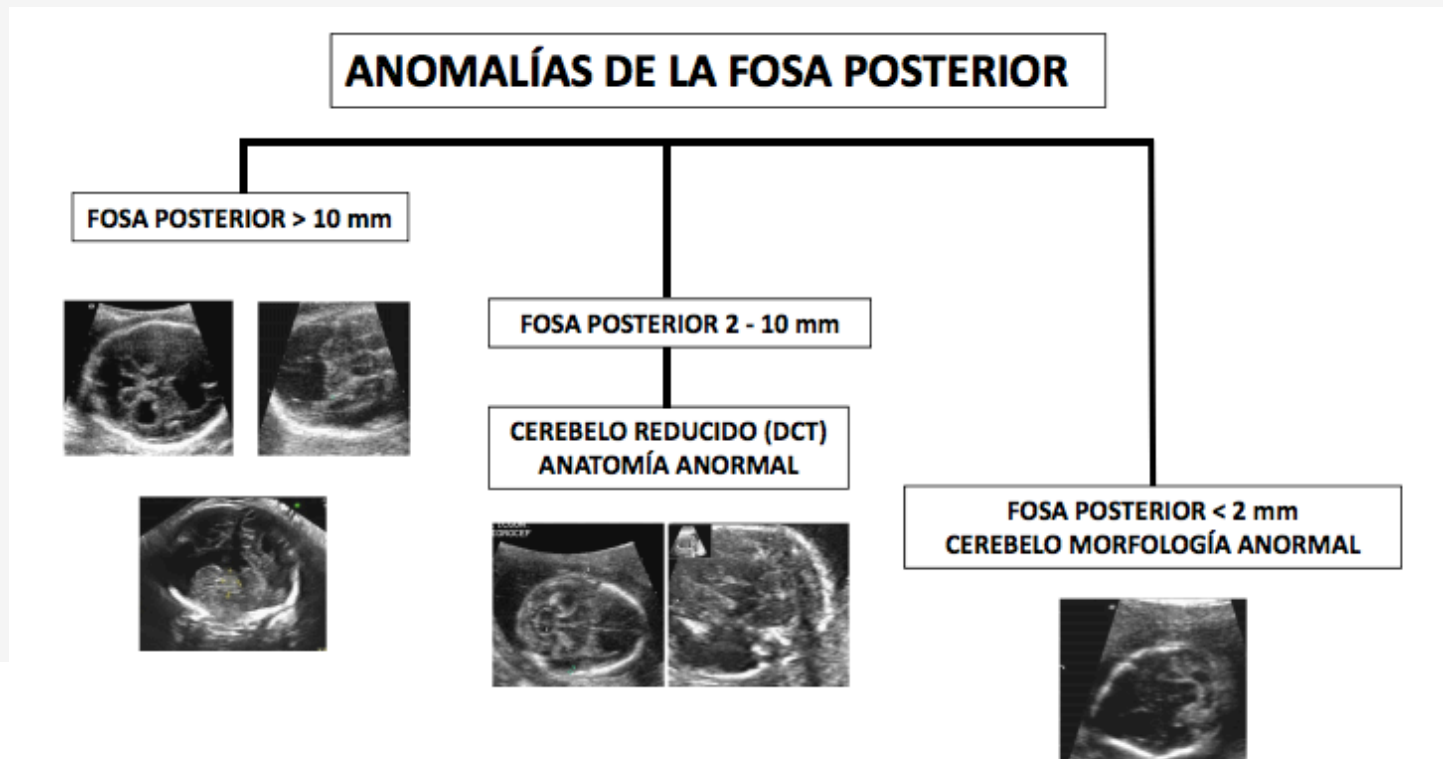 ANOMALÍAS DE LA FOSA POSTERIOR
FOSA POSTERIOR > 10 mm
FOSA POSTERIOR 2 - 10 mm
CEREBELO REDUCIDO (DCT)
ANATOMÍA ANORMAL
FOSA POSTERIOR < 2 mm
CEREBELO MORFOLOGÍA ANORMAL